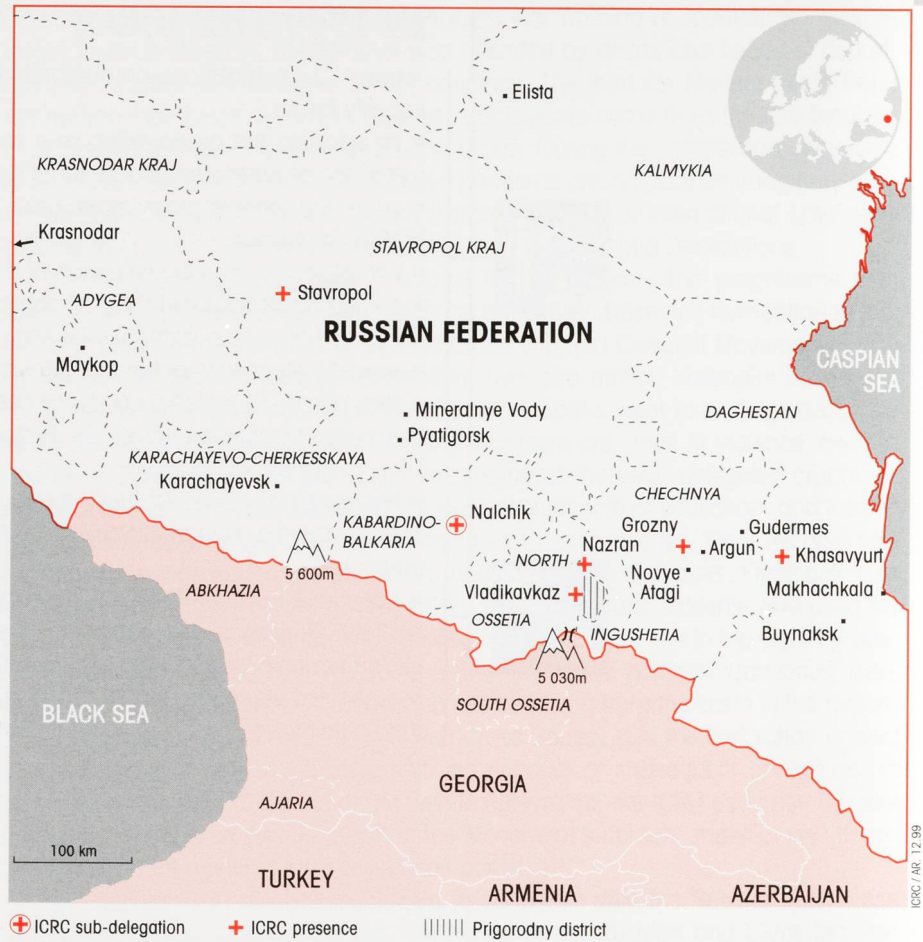 Elista
KRASNODAR KRAJ
KALMYKIA
Krasnodar
STAVROPOL KRAJ
ADYGEA
Stavropol
RUSSIAN FEDERATION
Maykop
CASPIAN
SEA
Mineralnye Vody
DAGHESTAN
Pyatigorsk
KARACHAYEVO-CHERKESSKAYA
Karachayevsk
CHECHNYA
Nalchik
KABARDINO-
BALKARIA
Grozny
Gudermes
Nazran
Argun
Khasavyurt
NORTH
Novye
Atagi
5 600m
ABKHAZIA
Vladikavkaz
Makhachkala
OSSETIA
INGUSHETIA
Buynaksk
5 030m
SOUTH OSSETIA
BLACK SEA
GEORGIA
AJARIA
100 km
TURKEY
ARMENIA
AZERBAIJAN
ICRC / AR. 12.99
ICRC sub-delegation
ICRC presence
Prigorodny district